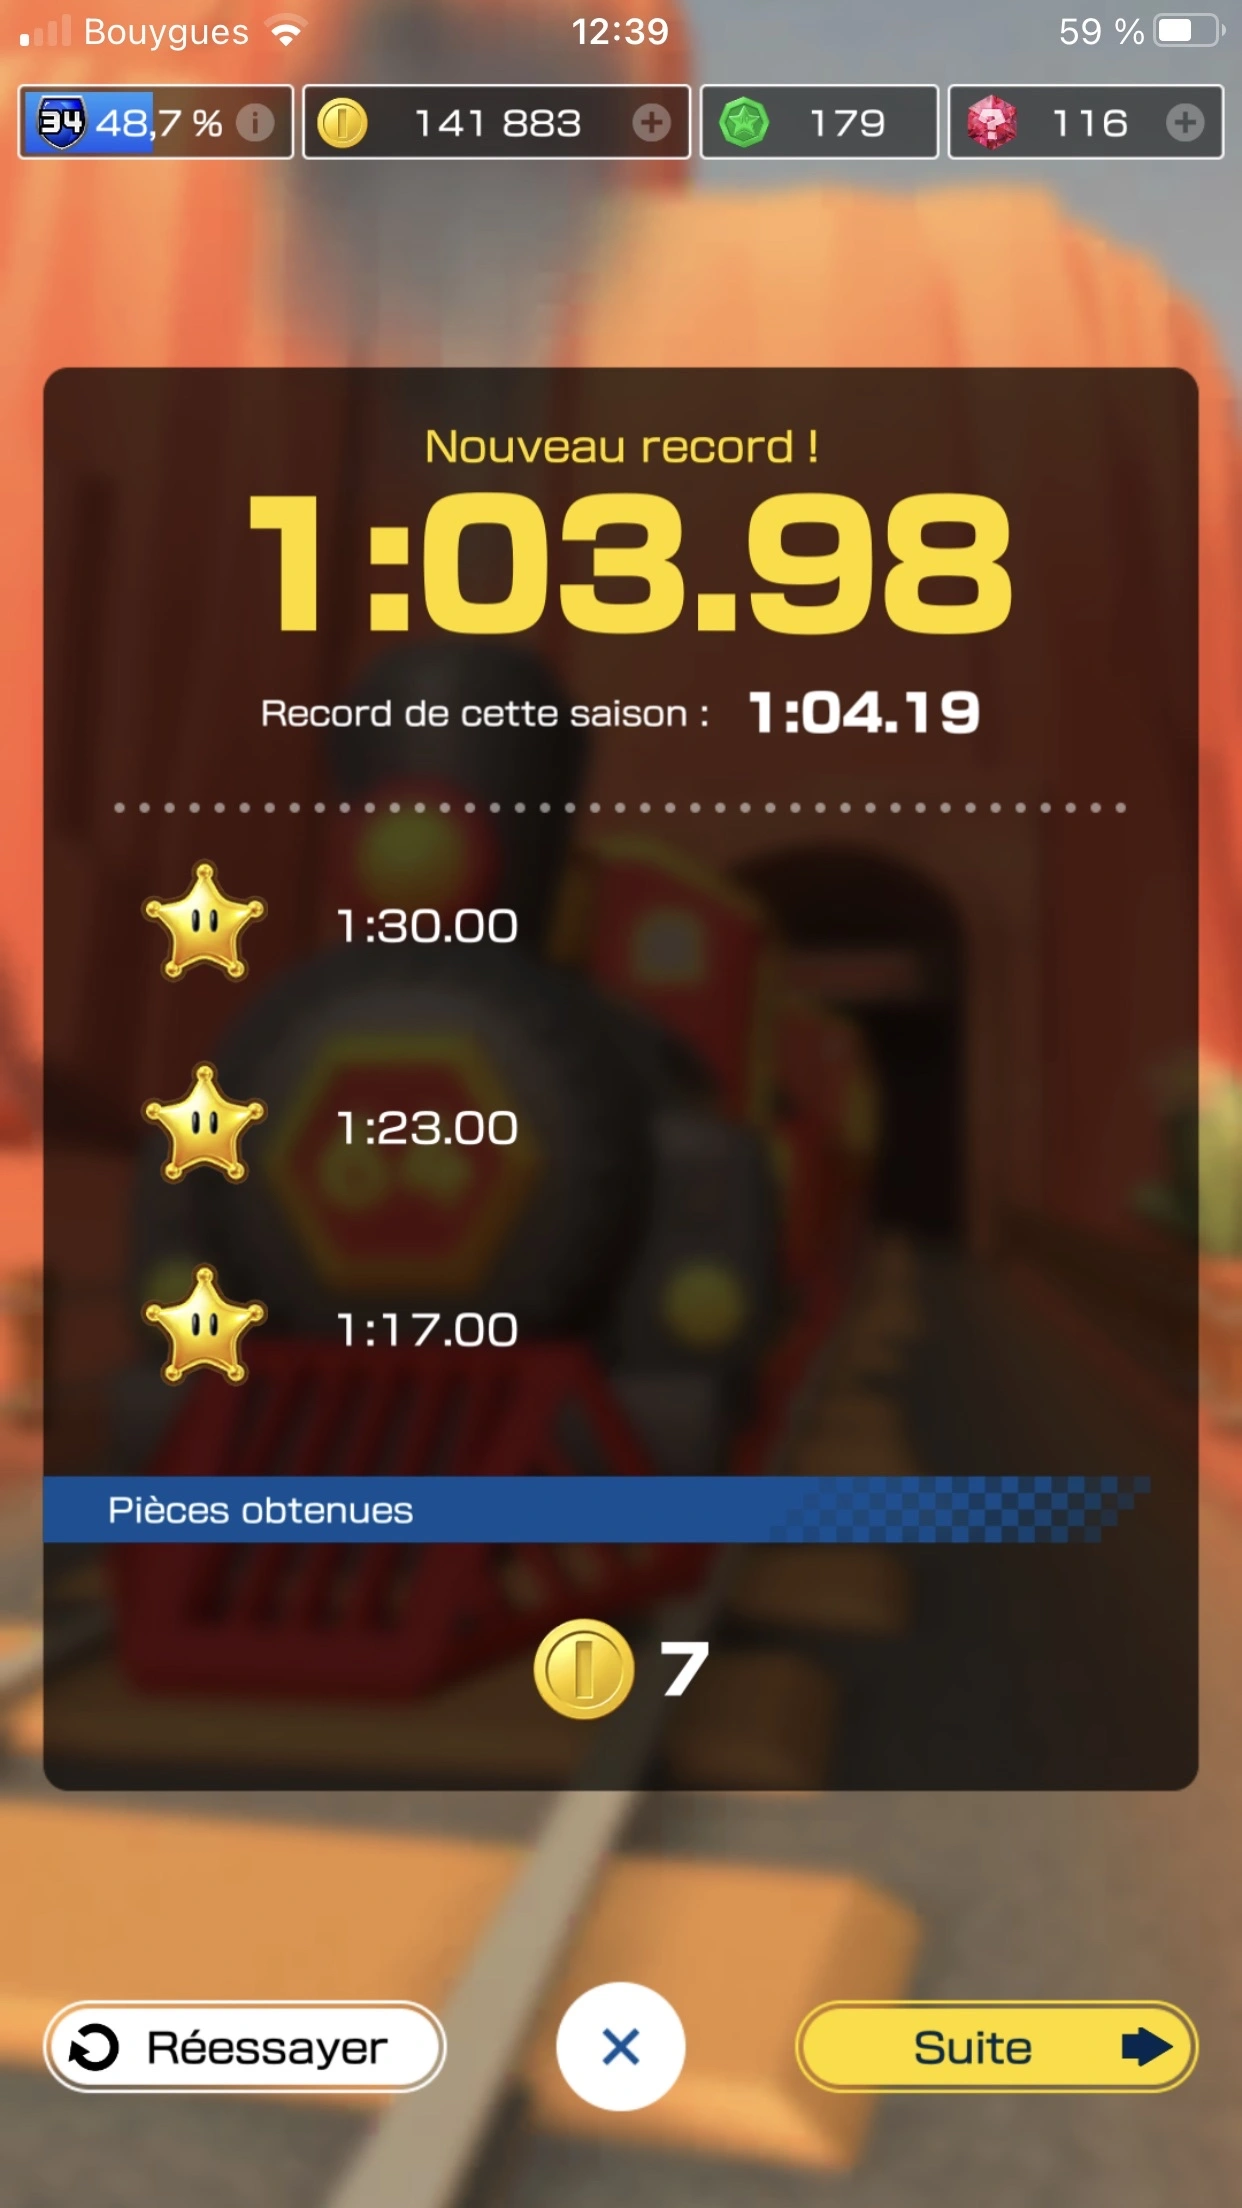 Bouygues 12:39 59 %
34 48,7 % 141 883 179 116
Nouveau record !
1:03.98
Record de cette saison : 1:04.19
1:30.00
1:23.00
1:17.00
Pièces obtenues
7
Réessayer Suite